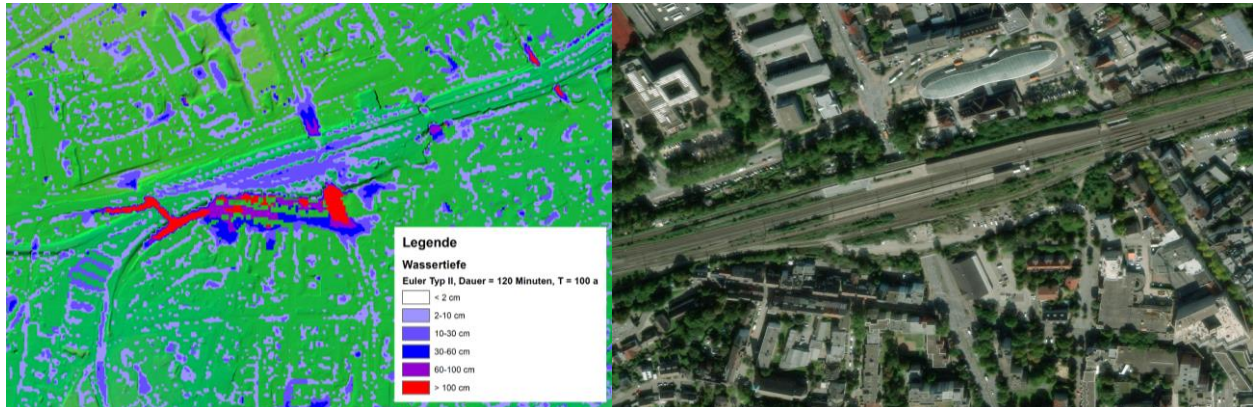 Legende
Wassertiefe
Euler Typ II, Dauer = 120 Minuten, T = 100 a
< 2 cm
2-10 cm
10-30 cm
30-60 cm
60-100 cm
> 100 cm